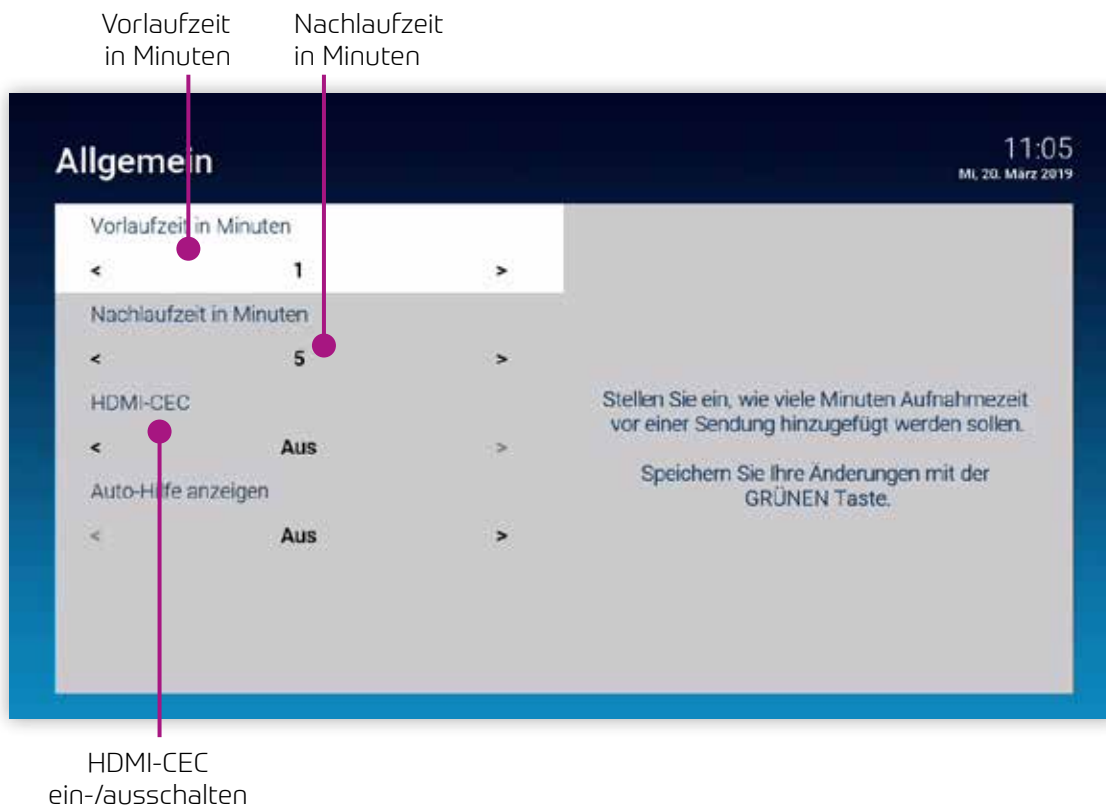 Vorlaufzeit
in Minuten
Nachlaufzeit
in Minuten
Allgemein
11:05
Mi, 20. März 2019
Vorlaufzeit in Minuten
< 1 >
Nachlaufzeit in Minuten
< 5 >
HDMI-CEC
< Aus >
Auto-Hilfe anzeigen
< Aus >
Stellen Sie ein, wie viele Minuten Aufnahmezeit
vor einer Sendung hinzugefügt werden sollen.
Speichern Sie Ihre Änderungen mit der
GRÜNEN Taste.
HDMI-CEC
ein-/ausschalten